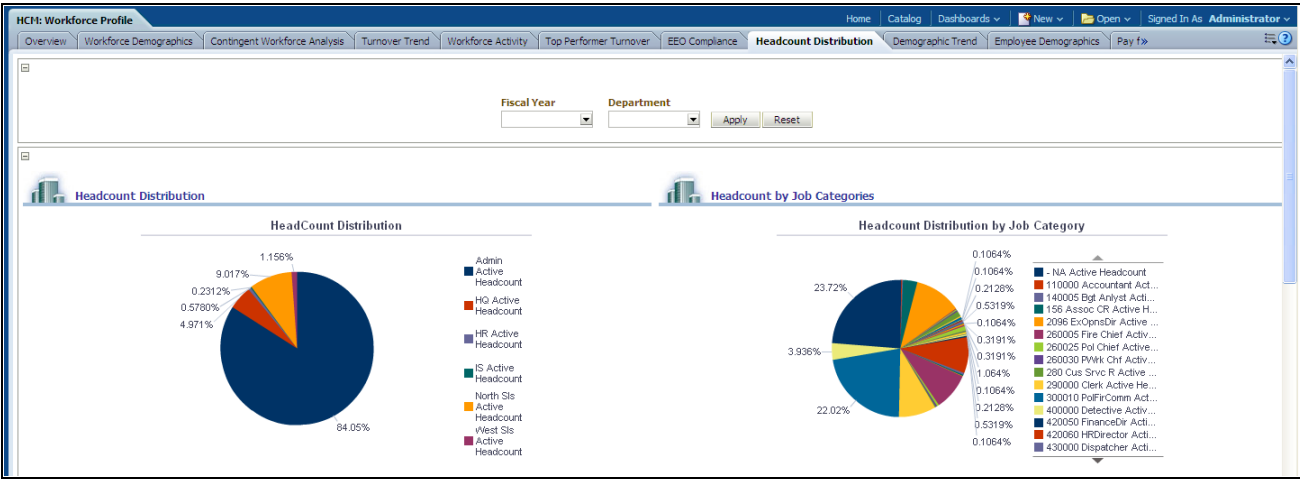 HCM: Workforce Profile
Home Catalog Dashboards New Open Signed In As Administrator
Overview Workforce Demographics Contingent Workforce Analysis Turnover Trend Workforce Activity Top Performer Turnover EEO Compliance Headcount Distribution Demographic Trend Employee Demographics Pay f»
Fiscal Year Department
Apply Reset
Headcount Distribution
HeadCount Distribution
1.156%
9.017%
0.2312%
0.5780%
4.971%
84.05%
Admin
Active
Headcount
HQ Active
Headcount
HR Active
Headcount
IS Active
Headcount
North Sls
Active
Headcount
West Sls
Active
Headcount
Headcount by Job Categories
Headcount Distribution by Job Category
23.72%
3.936%
22.02%
0.1064%
0.1064%
0.2128%
0.5319%
0.1064%
0.3191%
0.3191%
1.064%
0.1064%
0.2128%
0.5319%
0.1064%
- NA Active Headcount
110000 Accountant Act...
140005 Bgt Anlyst Acti...
156 Assoc CR Active H...
2096 ExOpnsDir Active ...
260005 Fire Chief Activ...
260025 Pol Chief Active...
260030 PWrk Chf Activ...
280 Cus Srvc R Active ...
290000 Clerk Active He...
300010 PolFirComm Act...
400000 Detective Activ...
420050 FinanceDir Acti...
420060 HRDirector Acti...
430000 Dispatcher Acti...